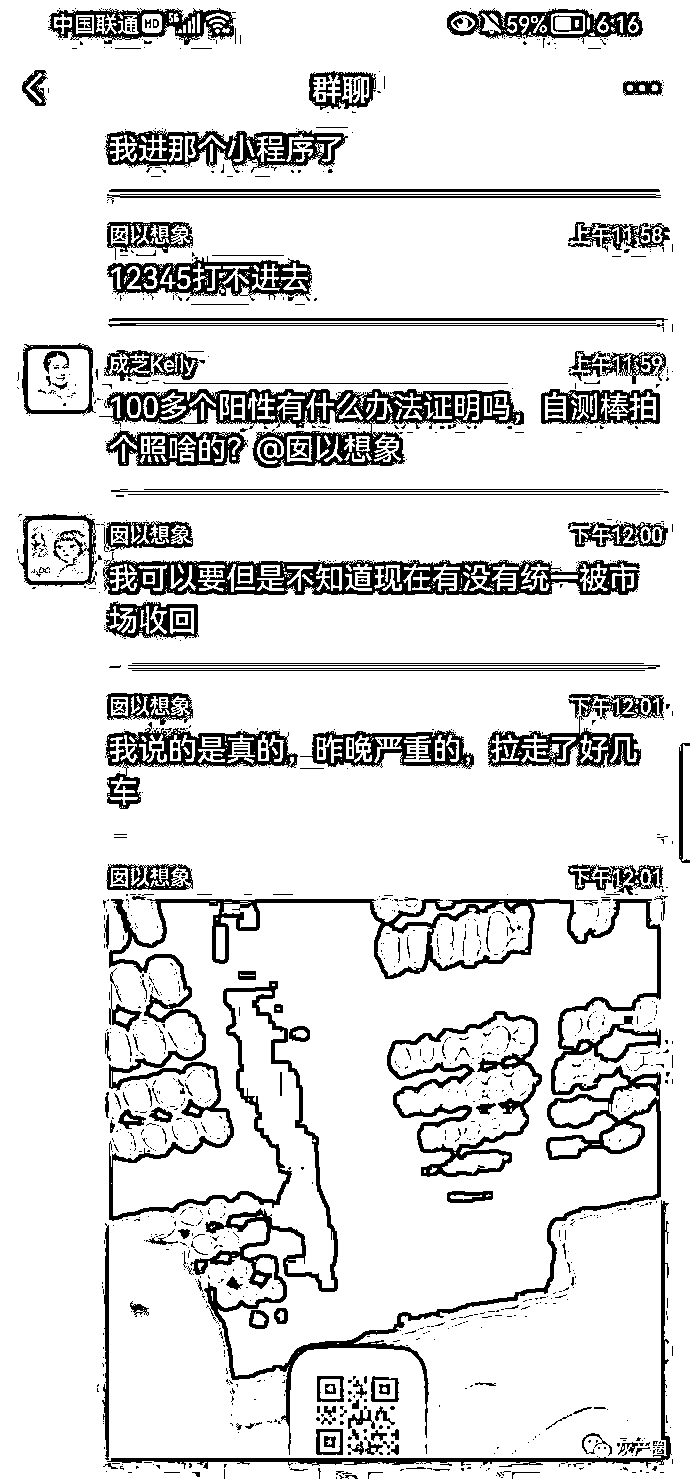 中国联通 HD 5G 59% 6:16
群聊
我进那个小程序了
囡以想象 上午11:58
12345打不进去
成芝Kelly 上午11:59
100多个阳性有什么办法证明吗，自测棒拍
个照啥的？@囡以想象
囡以想象 下午12:00
我可以要但是不知道现在有没有统一被市
场收回
囡以想象 下午12:01
我说的是真的，昨晚严重的，拉走了好几
车
囡以想象 下午12:01